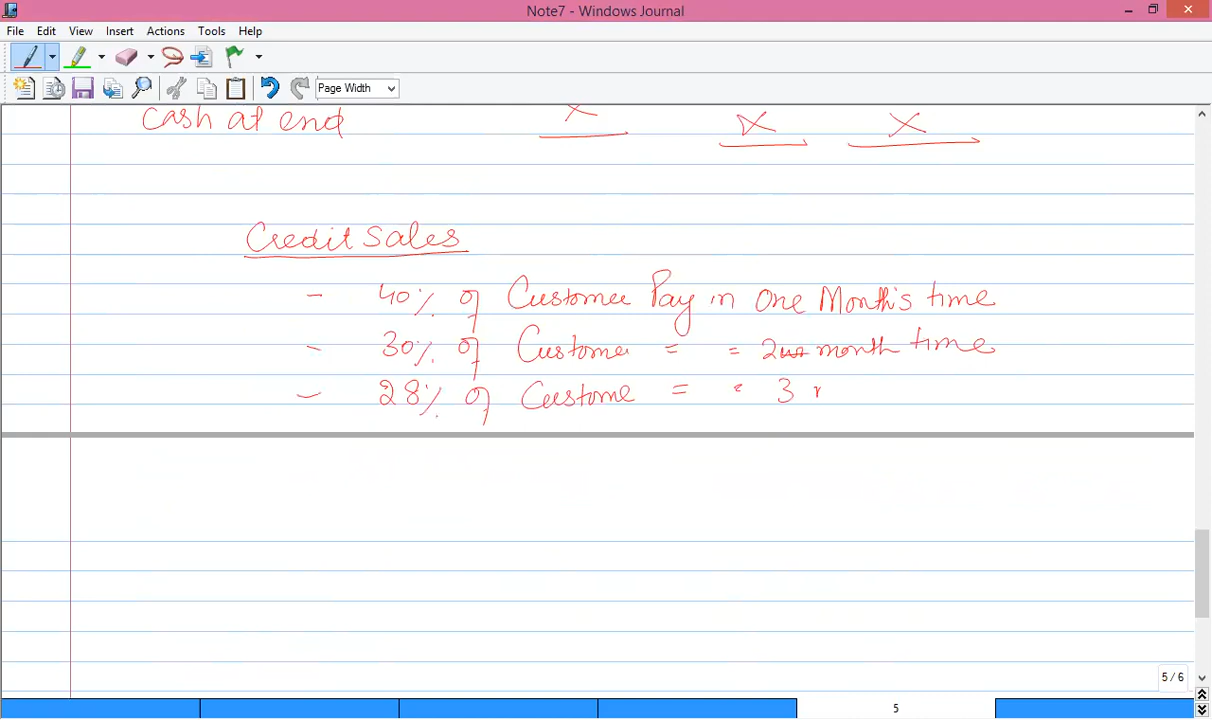 Note7 - Windows Journal
File Edit View Insert Actions Tools Help
Page Width
Cash at end X X X
Credit Sales
- 40% of Customer Pay in One Month's time
- 30% of Customer = = 2 month time
- 28% of Custome = " 3
5 / 6
5